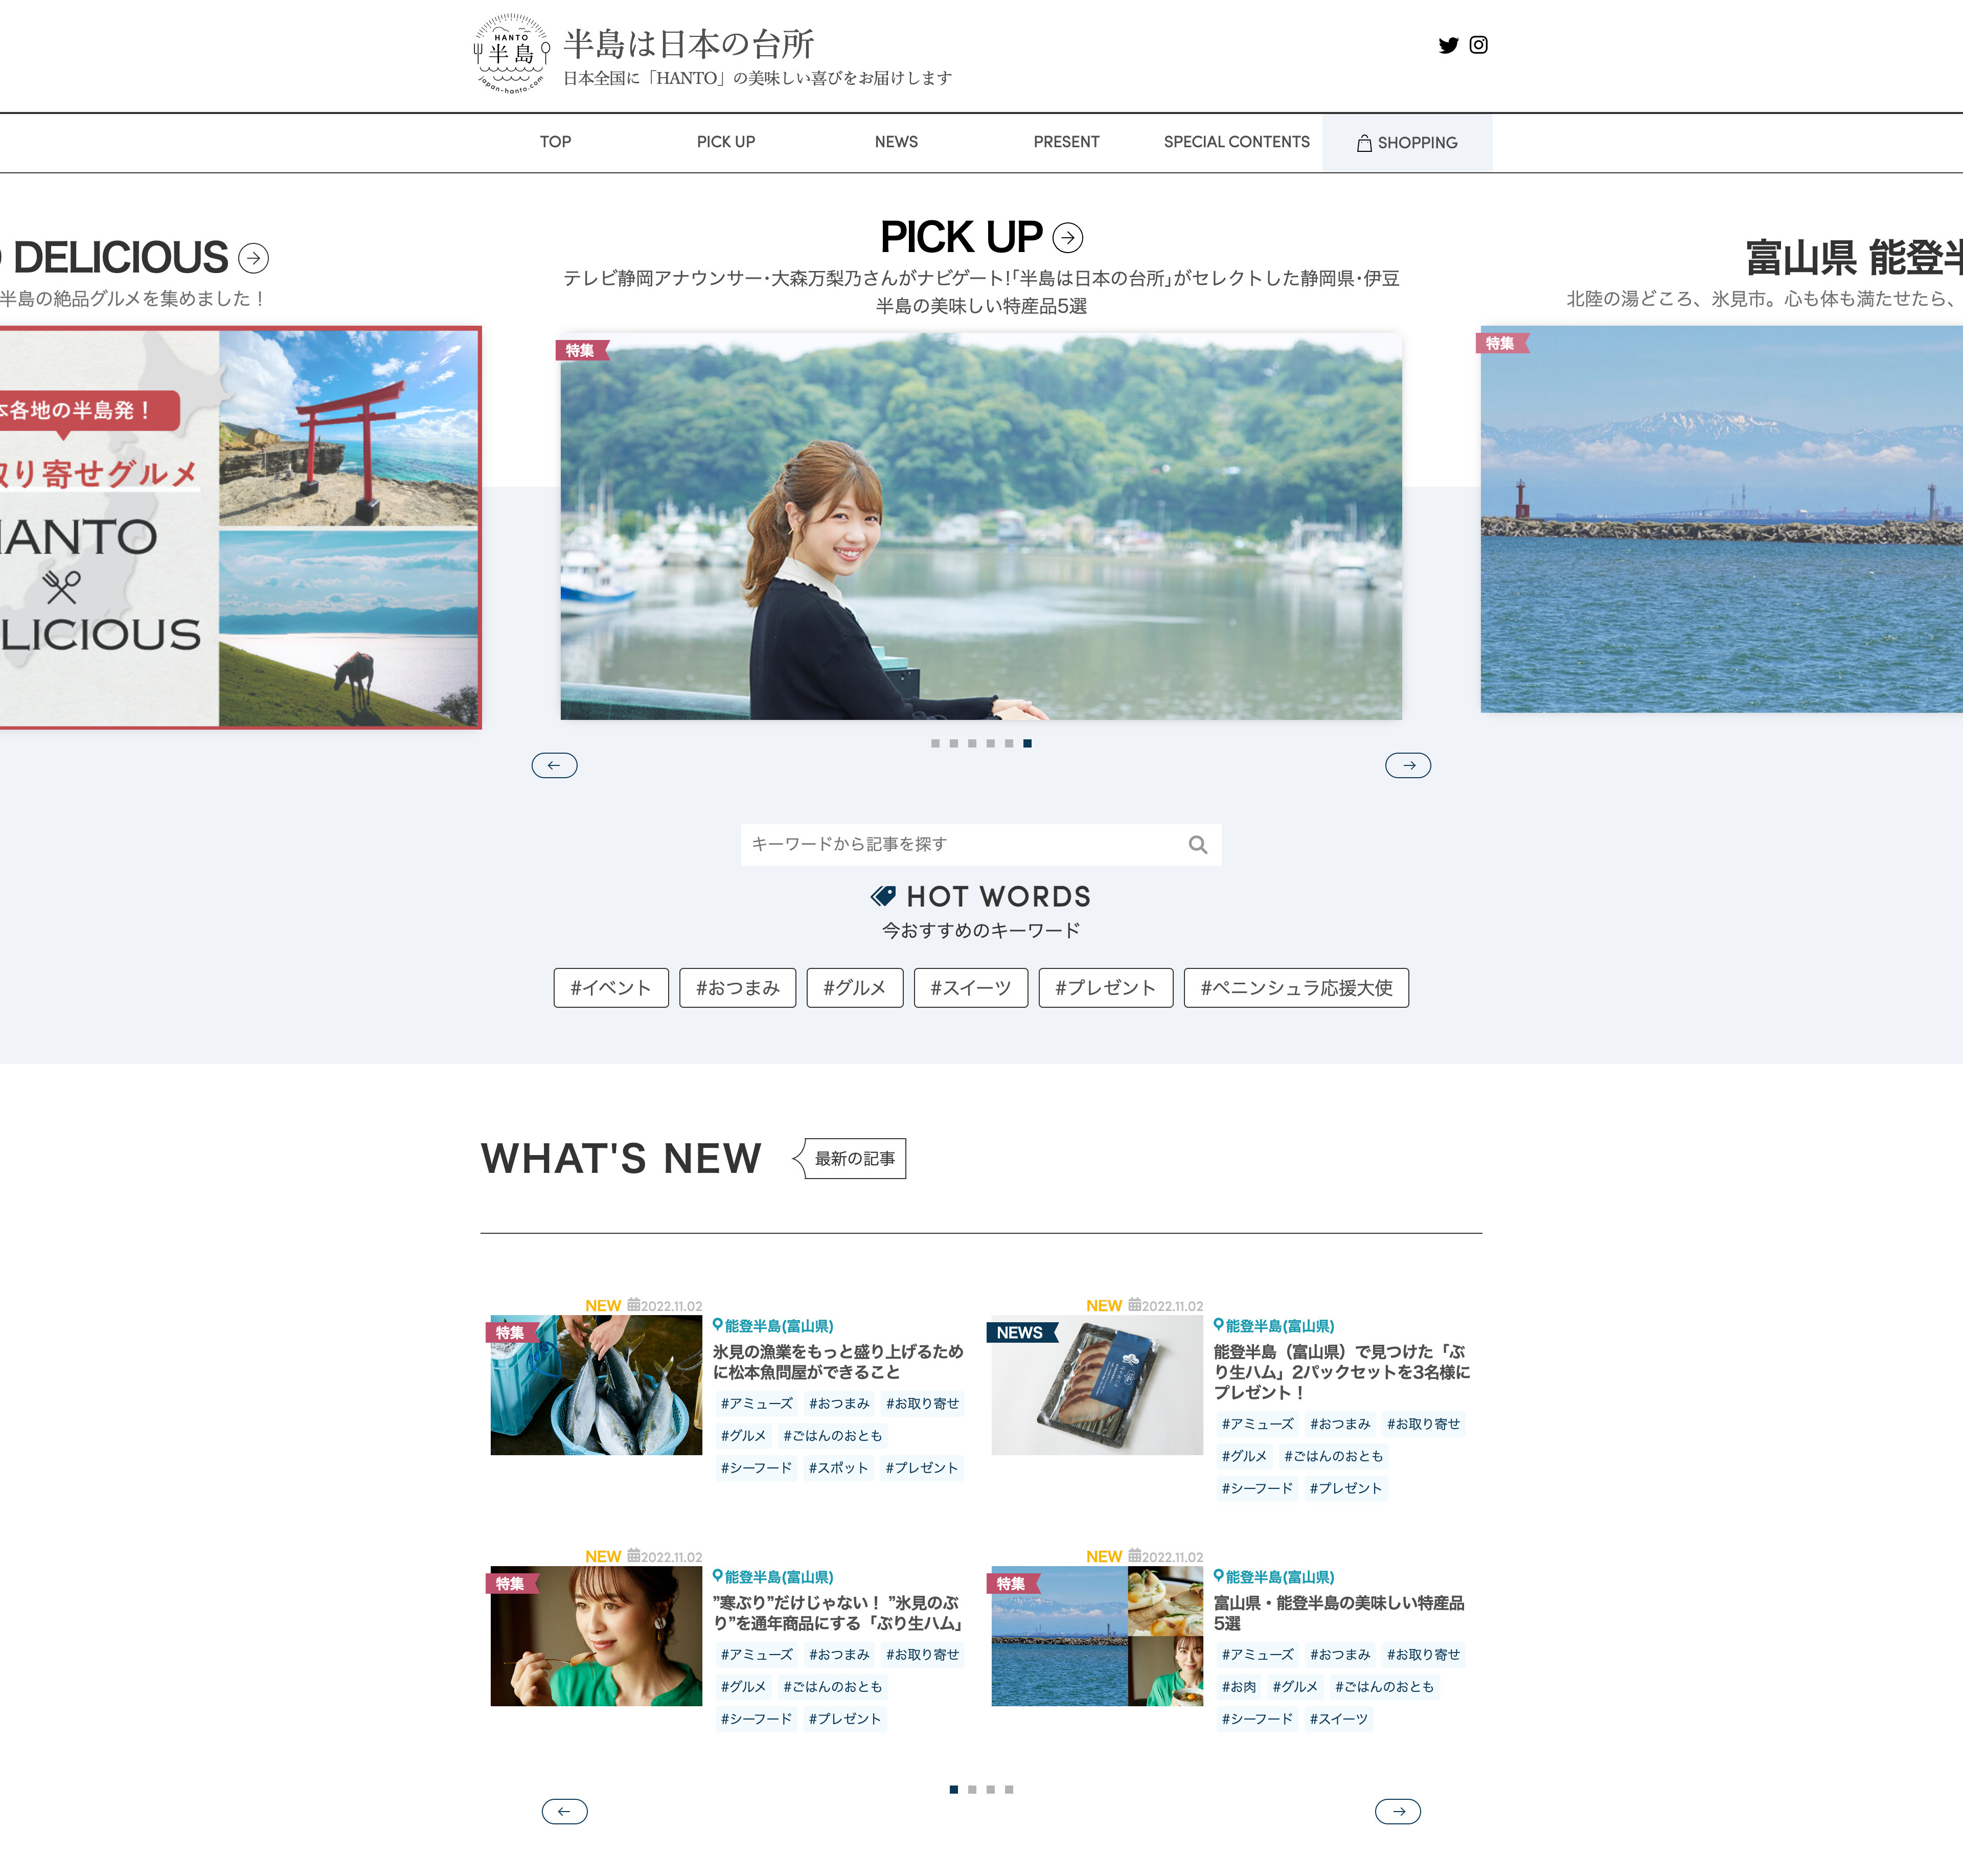 HANTO
半島
japan-hanto.com
半島は日本の台所
日本全国に「HANTO」の美味しい喜びをお届けします
TOP
PICK UP
NEWS
PRESENT
SPECIAL CONTENTS
SHOPPING
DELICIOUS
半島の絶品グルメを集めました！
本各地の半島発！
取り寄せグルメ
HANTO
LICIOUS
PICK UP
テレビ静岡アナウンサー・大森万梨乃さんがナビゲート!「半島は日本の台所」がセレクトした静岡県・伊豆
半島の美味しい特産品5選
特集
富山県 能登半
北陸の湯どころ、氷見市。心も体も満たせたら、
特集
キーワードから記事を探す
HOT WORDS
今おすすめのキーワード
#イベント
#おつまみ
#グルメ
#スイーツ
#プレゼント
#ペニンシュラ応援大使
WHAT'S NEW
最新の記事
NEW 2022.11.02
特集
能登半島(富山県)
氷見の漁業をもっと盛り上げるため
に松本魚問屋ができること
#アミューズ #おつまみ #お取り寄せ
#グルメ #ごはんのおとも
#シーフード #スポット #プレゼント
NEW 2022.11.02
NEWS
能登半島(富山県)
能登半島（富山県）で見つけた「ぶ
り生ハム」2パックセットを3名様に
プレゼント！
#アミューズ #おつまみ #お取り寄せ
#グルメ #ごはんのおとも
#シーフード #プレゼント
NEW 2022.11.02
特集
能登半島(富山県)
”寒ぶり”だけじゃない！ ”氷見のぶ
り”を通年商品にする「ぶり生ハム」
#アミューズ #おつまみ #お取り寄せ
#グルメ #ごはんのおとも
#シーフード #プレゼント
NEW 2022.11.02
特集
能登半島(富山県)
富山県・能登半島の美味しい特産品
5選
#アミューズ #おつまみ #お取り寄せ
#お肉 #グルメ #ごはんのおとも
#シーフード #スイーツ